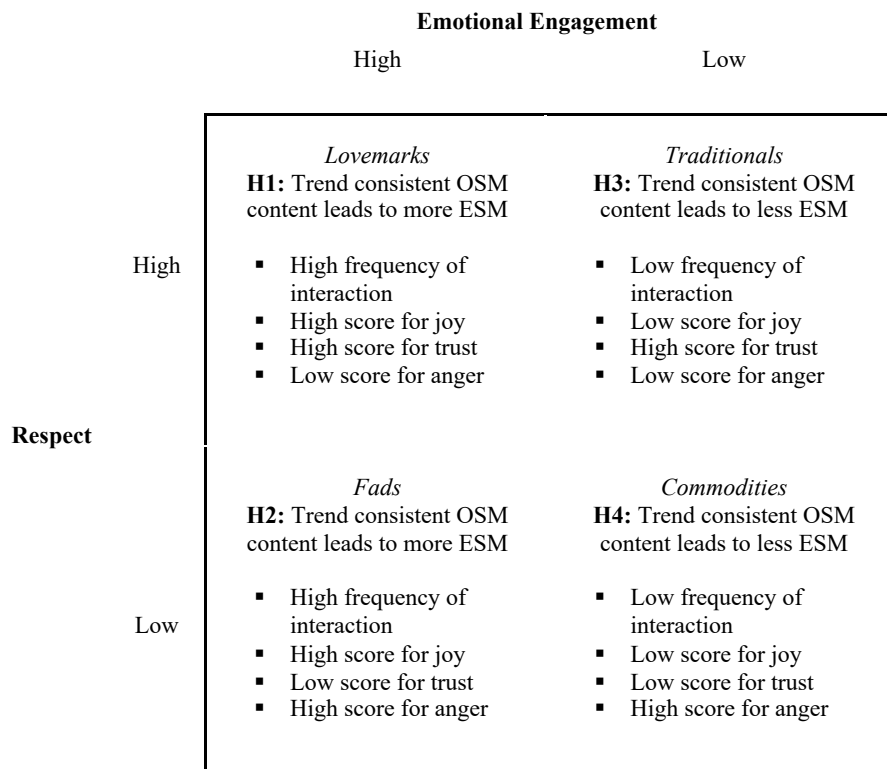 Emotional Engagement
High
Low
Lovemarks
H1: Trend consistent OSM
content leads to more ESM
▪ High frequency of
interaction
▪ High score for joy
▪ High score for trust
▪ Low score for anger
Traditionals
H3: Trend consistent OSM
content leads to less ESM
▪ Low frequency of
interaction
▪ Low score for joy
▪ High score for trust
▪ Low score for anger
High
Respect
Fads
H2: Trend consistent OSM
content leads to more ESM
▪ High frequency of
interaction
▪ High score for joy
▪ Low score for trust
▪ High score for anger
Commodities
H4: Trend consistent OSM
content leads to less ESM
▪ Low frequency of
interaction
▪ Low score for joy
▪ Low score for trust
▪ High score for anger
Low